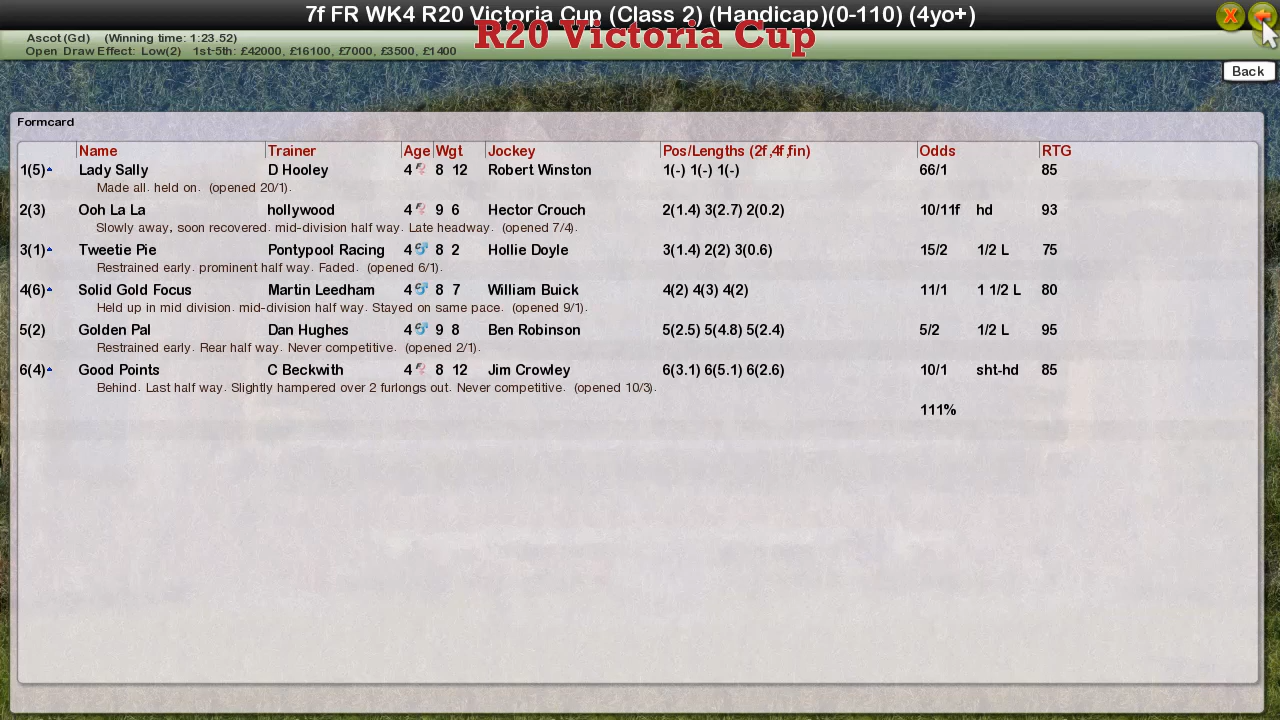 7f FR WK4 R20 Victoria Cup (Class 2) (Handicap)(0-110) (4yo+)
R20 Victoria Cup
Ascot(Gd) (Winning time: 1:23.52)
Open Draw Effect: Low(2) 1st-5th: £42000, £16100, £7000, £3500, £1400
X
Back
Formcard
Name Trainer Age Wgt Jockey Pos/Lengths (2f,4f,fin) Odds RTG
1(5) Lady Sally D Hooley 4 8 12 Robert Winston 1(-) 1(-) 1(-) 66/1 85
Made all. held on. (opened 20/1).
2(3) Ooh La La hollywood 4 9 6 Hector Crouch 2(1.4) 3(2.7) 2(0.2) 10/11f hd 93
Slowly away, soon recovered. mid-division half way. Late headway. (opened 7/4).
3(1) Tweetie Pie Pontypool Racing 4 8 2 Hollie Doyle 3(1.4) 2(2) 3(0.6) 15/2 1/2 L 75
Restrained early. prominent half way. Faded. (opened 6/1).
4(6) Solid Gold Focus Martin Leedham 4 8 7 William Buick 4(2) 4(3) 4(2) 11/1 1 1/2 L 80
Held up in mid division. mid-division half way. Stayed on same pace. (opened 9/1).
5(2) Golden Pal Dan Hughes 4 9 8 Ben Robinson 5(2.5) 5(4.8) 5(2.4) 5/2 1/2 L 95
Restrained early. Rear half way. Never competitive. (opened 2/1).
6(4) Good Points C Beckwith 4 8 12 Jim Crowley 6(3.1) 6(5.1) 6(2.6) 10/1 sht-hd 85
Behind. Last half way. Slightly hampered over 2 furlongs out. Never competitive. (opened 10/3).
111%